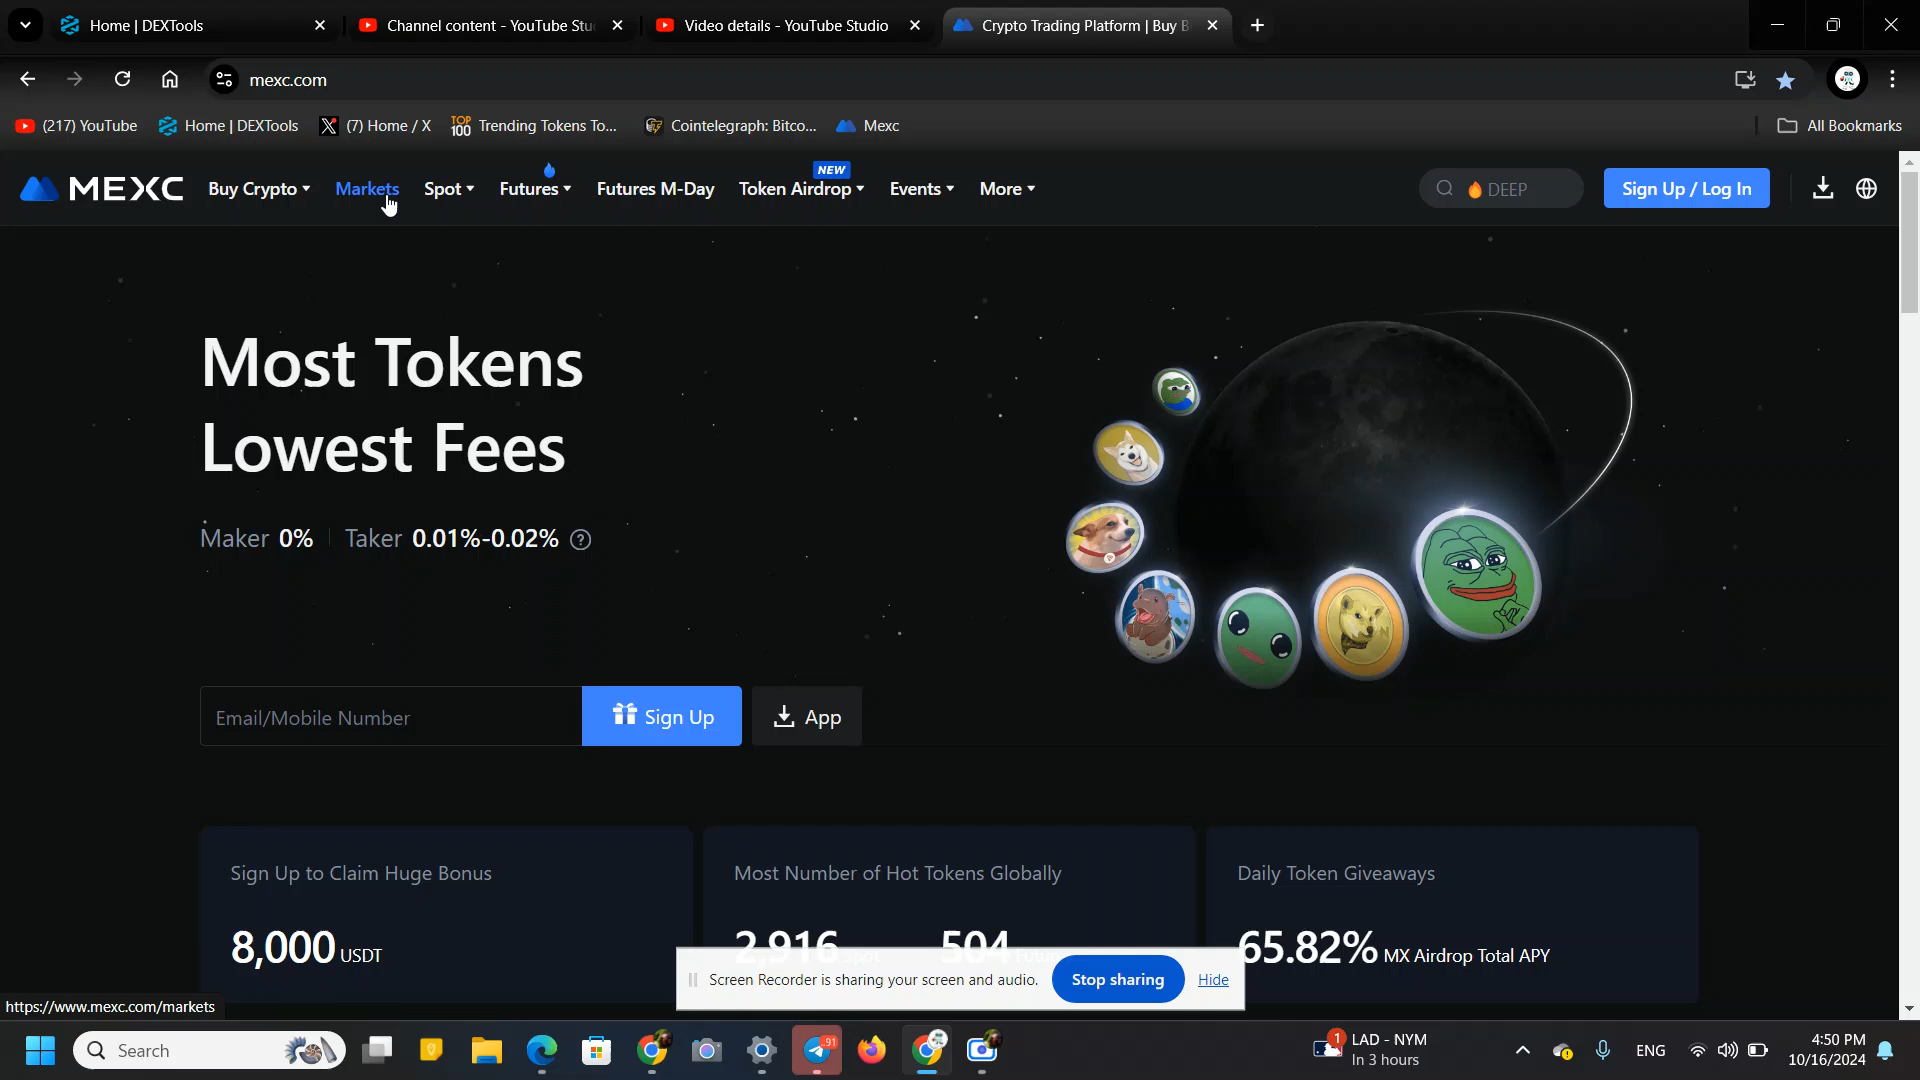 Home | DEXTools
Channel content - YouTube Stu
Video details - YouTube Studio
Crypto Trading Platform | Buy B
mexc.com
(217) YouTube
Home | DEXTools
(7) Home / X
TOP 100
Trending Tokens To...
Cointelegraph: Bitco...
Mexc
All Bookmarks
MEXC
Buy Crypto
Markets
Spot
Futures
Futures M-Day
Token Airdrop
NEW
Events
More
DEEP
Sign Up / Log In
Most Tokens
Lowest Fees
Maker 0% Taker 0.01%-0.02% ?
Email/Mobile Number
Sign Up
App
Sign Up to Claim Huge Bonus
8,000 USDT
Most Number of Hot Tokens Globally
2,916 504
Daily Token Giveaways
65.82% MX Airdrop Total APY
Screen Recorder is sharing your screen and audio.
Stop sharing
Hide
https://www.mexc.com/markets
Search
91
1
LAD - NYM
In 3 hours
ENG
4:50 PM
10/16/2024